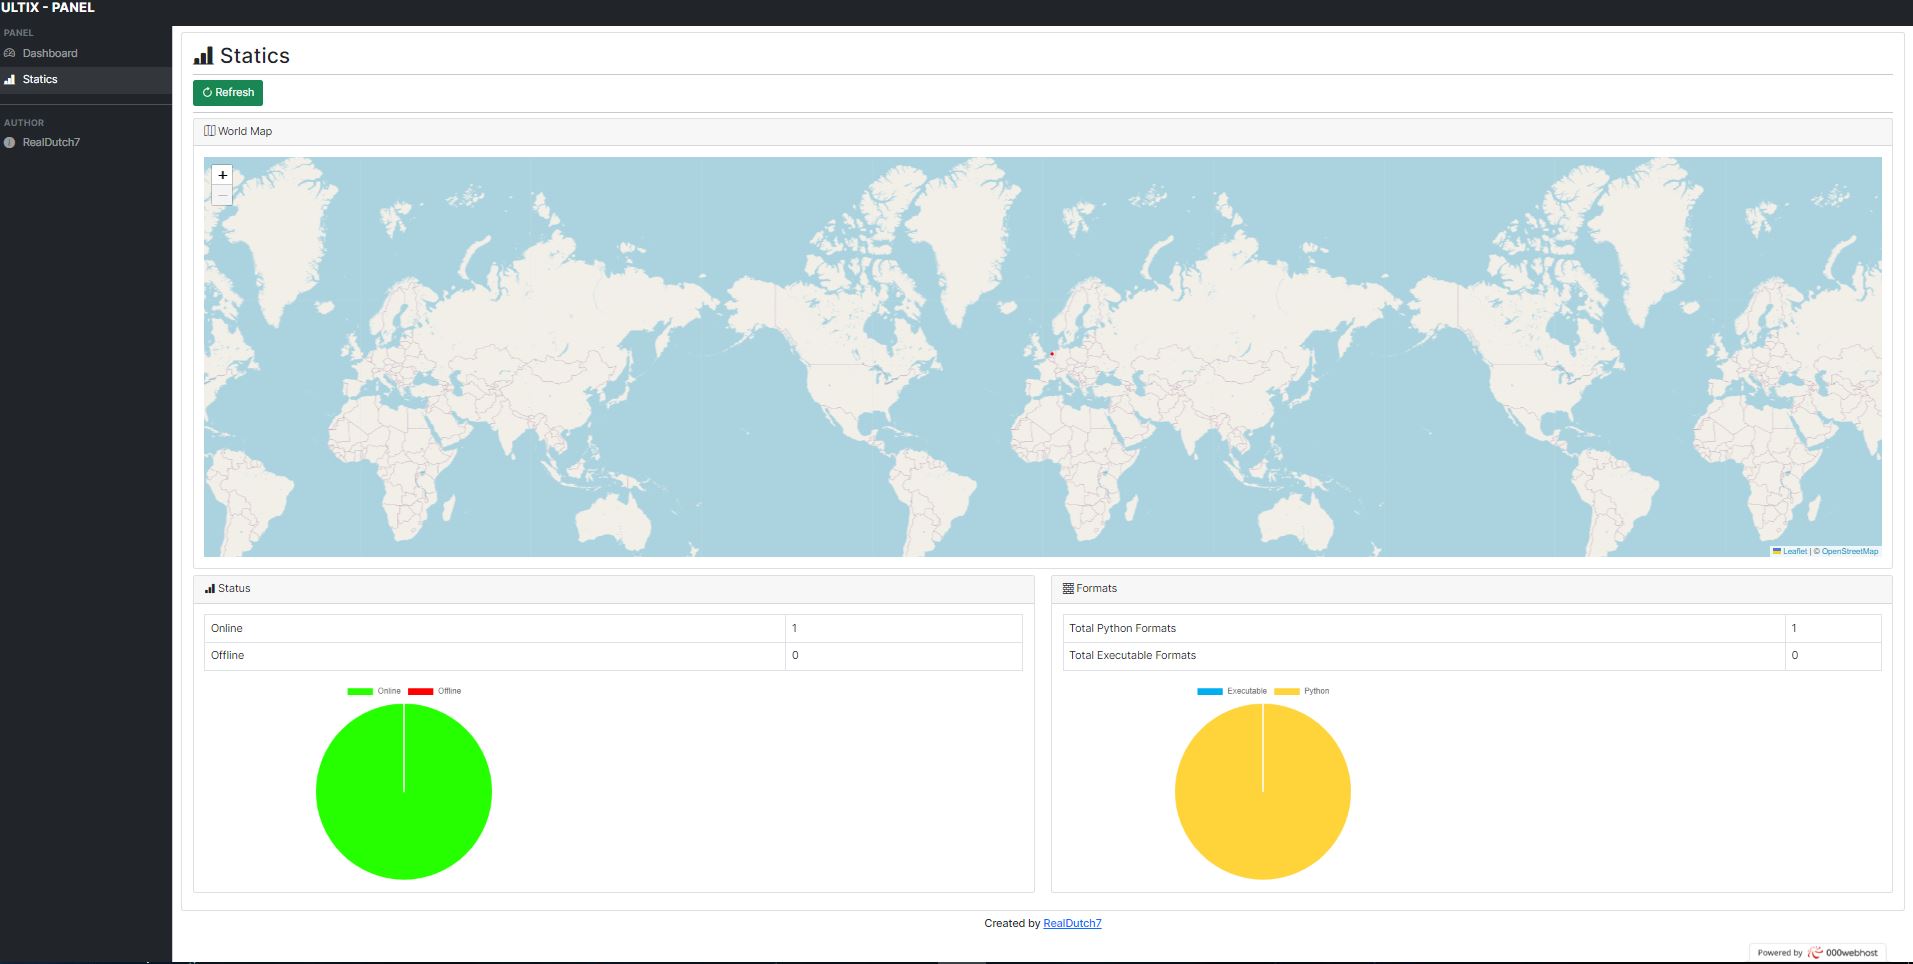 ULTIX - PANEL
PANEL
Dashboard
Statics
AUTHOR
RealDutch7
Statics
Refresh
World Map
+
−
Leaflet | © OpenStreetMap
Status
Online 1
Offline 0
Online Offline
Formats
Total Python Formats 1
Total Executable Formats 0
Executable Python
Created by RealDutch7
Powered by 000webhost